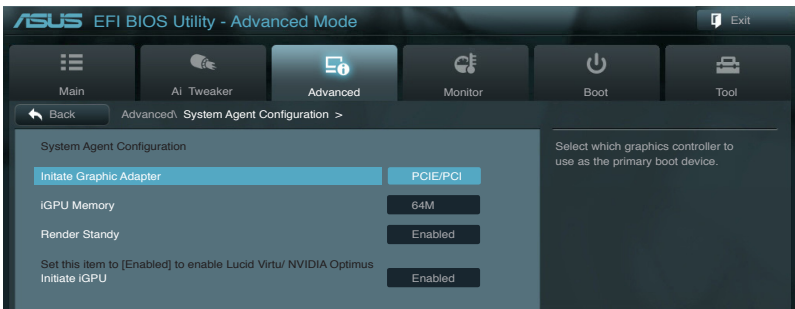 ASUS EFI BIOS Utility - Advanced Mode
Exit
Main
Ai Tweaker
Advanced
Monitor
Boot
Tool
Back
Advanced\ System Agent Configuration >
System Agent Configuration
Initate Graphic Adapter PCIE/PCI
iGPU Memory 64M
Render Standy Enabled
Set this item to [Enabled] to enable Lucid Virtu/ NVIDIA Optimus
Initiate iGPU Enabled
Select which graphics controller to
use as the primary boot device.